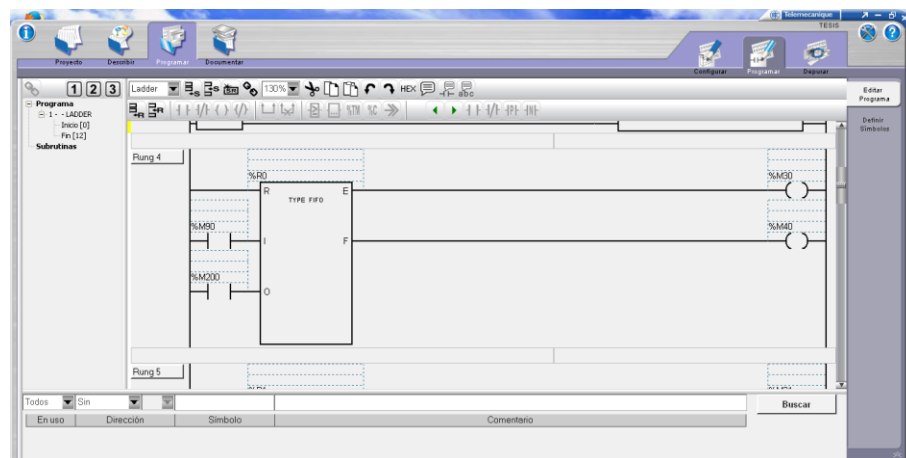 Telemecanique
TESIS
Proyecto
Describir
Programar
Documentar
Configurar
Programar
Depurar
1 2 3
Ladder
130%
HEX
Editar
Programa
Definir
Símbolos
Programa
1 - - LADDER
Inicio [0]
Fin [12]
Subrutinas
%TM %C
Rung 4
%R0
%M30
R E
TYPE FIFO
%M90
%M40
I F
%M200
O
Rung 5
Todos Sin
Buscar
En uso Dirección Símbolo Comentario